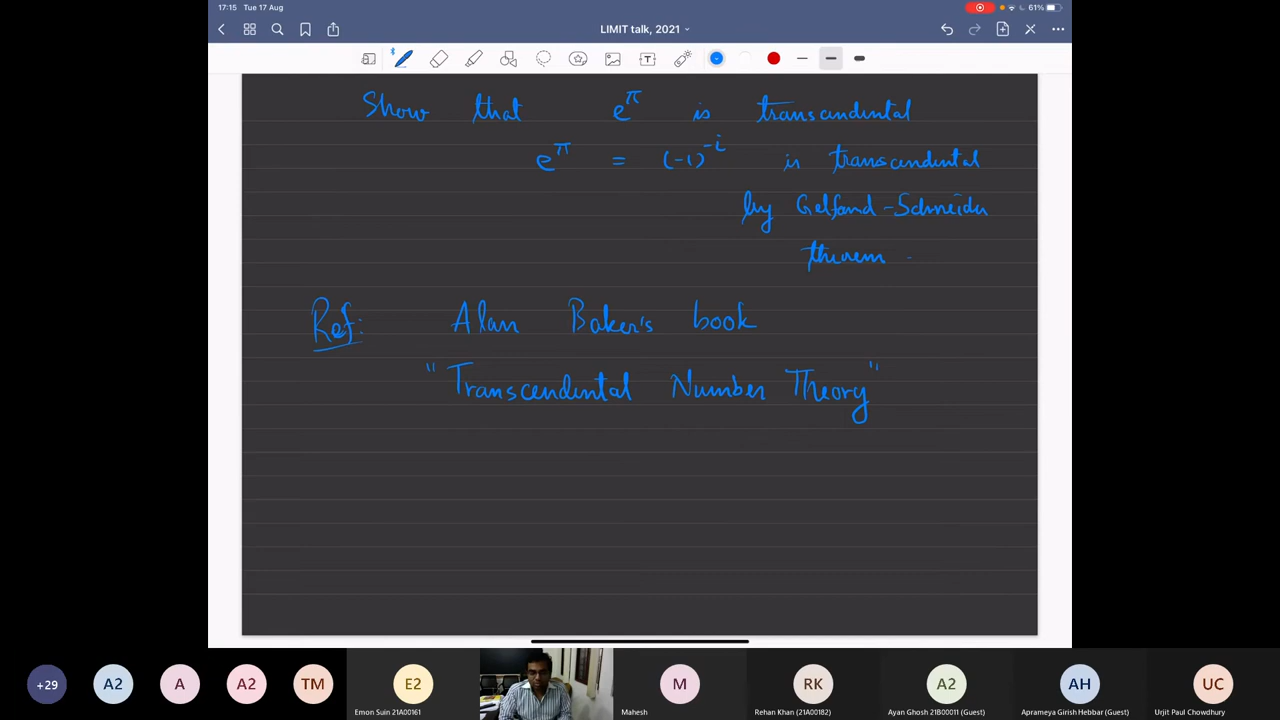 17:15 Tue 17 Aug
61%
LIMIT talk, 2021
Show that e^π is transcendental
e^π = (-1)^-i is transcendental
by Gelfand-Schneider
theorem
Ref: Alan Baker's book
"Transcendental Number Theory"
+29 A2 A A2 TM E2 M RK A2 AH UC
Emon Suin 21A00161 Mahesh Rehan Khan (21A00182) Ayan Ghosh 21B00011 (Guest) Aprameya Girish Hebbar (Guest) Urjit Paul Chowdhury